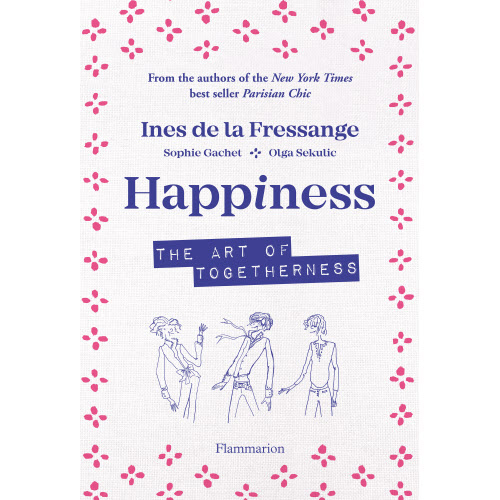 From the authors of the New York Times
best seller Parisian Chic
Ines de la Fressange
Sophie Gachet Olga Sekulic
Happiness
THE ART OF
TOGETHERNESS
Flammarion